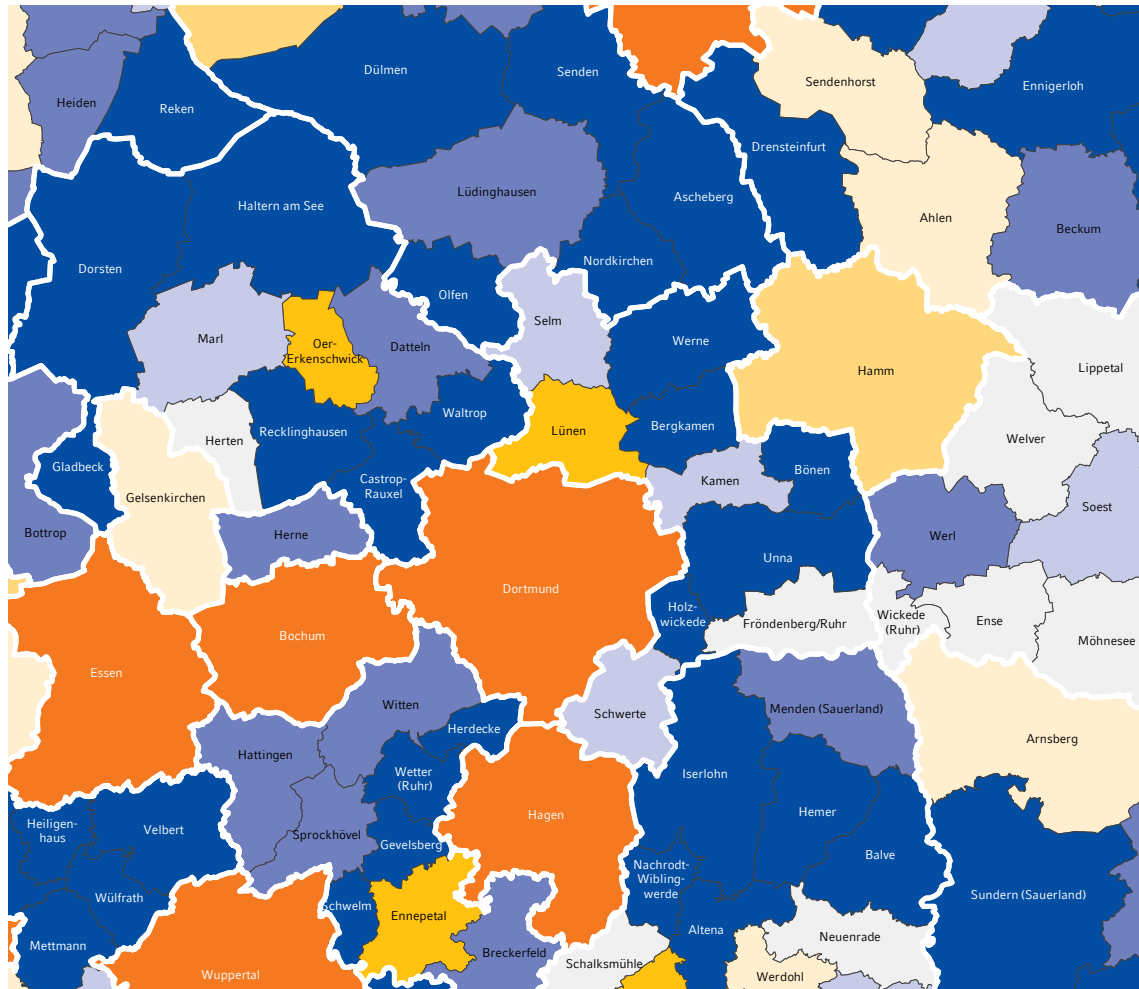 Dülmen
Senden
Sendenhorst
Ennigerloh
Heiden
Reken
Drensteinfurt
Lüdinghausen
Ascheberg
Haltern am See
Ahlen
Beckum
Dorsten
Nordkirchen
Olfen
Selm
Marl
Oer-
Erkenschwick
Datteln
Werne
Hamm
Lippetal
Waltrop
Herten
Recklinghausen
Lünen
Bergkamen
Welver
Gladbeck
Gelsenkirchen
Castrop-
Rauxel
Kamen
Bönen
Soest
Bottrop
Herne
Werl
Unna
Dortmund
Holz-
wickede
Fröndenberg/Ruhr
Wickede
(Ruhr)
Ense
Möhnesee
Bochum
Essen
Witten
Schwerte
Menden (Sauerland)
Herdecke
Arnsberg
Hattingen
Wetter
(Ruhr)
Iserlohn
Hemer
Heiligen-
haus
Velbert
Sprockhövel
Hagen
Gevelsberg
Balve
Nachrodt-
Wibling-
werde
Wülfrath
Schwelm
Ennepetal
Sundern (Sauerland)
Mettmann
Altena
Neuenrade
Breckerfeld
Schalksmühle
Wuppertal
Werdohl